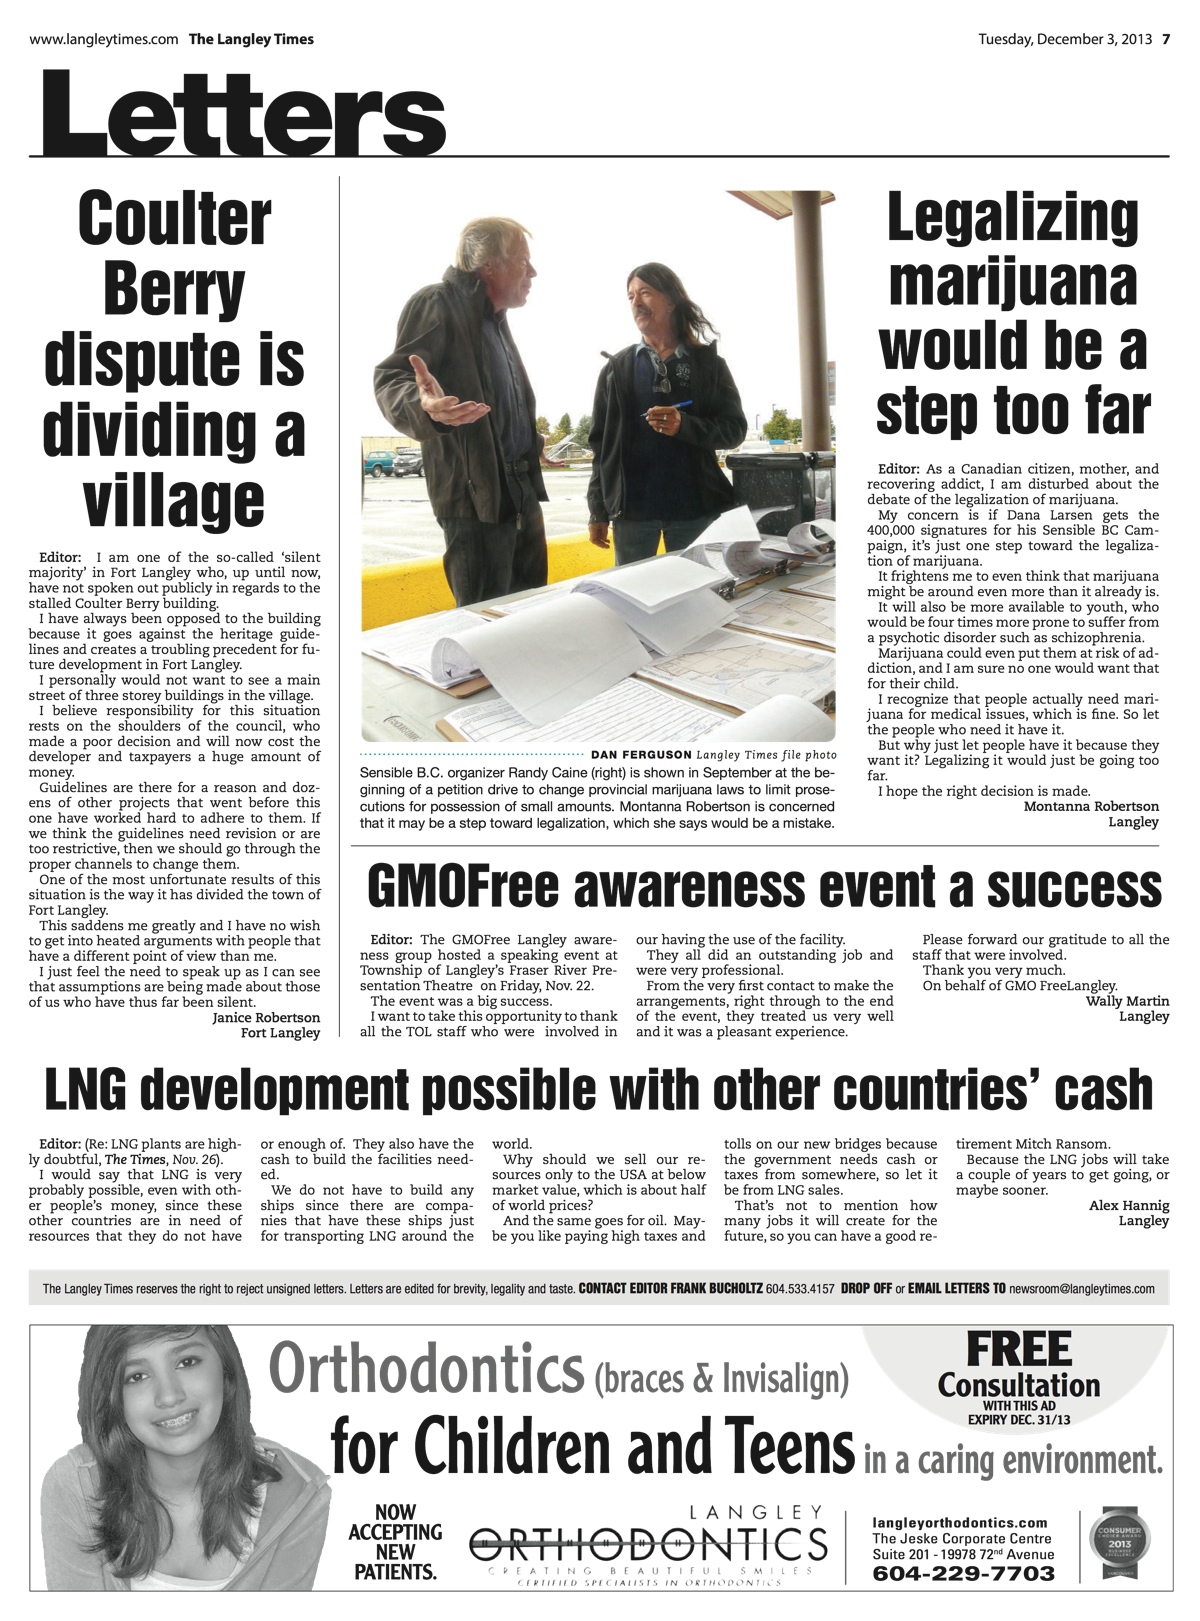 www.langleytimes.com The Langley Times
Tuesday, December 3, 2013 7
Letters
Coulter
Berry
dispute is
dividing a
village
Editor: I am one of the so-called ‘silent
majority’ in Fort Langley who, up until now,
have not spoken out publicly in regards to the
stalled Coulter Berry building.
I have always been opposed to the building
because it goes against the heritage guide-
lines and creates a troubling precedent for fu-
ture development in Fort Langley.
I personally would not want to see a main
street of three storey buildings in the village.
I believe responsibility for this situation
rests on the shoulders of the council, who
made a poor decision and will now cost the
developer and taxpayers a huge amount of
money.
Guidelines are there for a reason and doz-
ens of other projects that went before this
one have worked hard to adhere to them. If
we think the guidelines need revision or are
too restrictive, then we should go through the
proper channels to change them.
One of the most unfortunate results of this
situation is the way it has divided the town of
Fort Langley.
This saddens me greatly and I have no wish
to get into heated arguments with people that
have a different point of view than me.
I just feel the need to speak up as I can see
that assumptions are being made about those
of us who have thus far been silent.
Janice Robertson
Fort Langley
DAN FERGUSON Langley Times file photo
Sensible B.C. organizer Randy Caine (right) is shown in September at the be-
ginning of a petition drive to change provincial marijuana laws to limit prose-
cutions for possession of small amounts. Montanna Robertson is concerned
that it may be a step toward legalization, which she says would be a mistake.
Legalizing
marijuana
would be a
step too far
Editor: As a Canadian citizen, mother, and
recovering addict, I am disturbed about the
debate of the legalization of marijuana.
My concern is if Dana Larsen gets the
400,000 signatures for his Sensible BC Cam-
paign, it’s just one step toward the legaliza-
tion of marijuana.
It frightens me to even think that marijuana
might be around even more than it already is.
It will also be more available to youth, who
would be four times more prone to suffer from
a psychotic disorder such as schizophrenia.
Marijuana could even put them at risk of ad-
diction, and I am sure no one would want that
for their child.
I recognize that people actually need mari-
juana for medical issues, which is fine. So let
the people who need it have it.
But why just let people have it because they
want it? Legalizing it would just be going too
far.
I hope the right decision is made.
Montanna Robertson
Langley
GMOFree awareness event a success
Editor: The GMOFree Langley aware-
ness group hosted a speaking event at
Township of Langley’s Fraser River Pre-
sentation Theatre on Friday, Nov. 22.
The event was a big success.
I want to take this opportunity to thank
all the TOL staff who were involved in
our having the use of the facility.
They all did an outstanding job and
were very professional.
From the very first contact to make the
arrangements, right through to the end
of the event, they treated us very well
and it was a pleasant experience.
Please forward our gratitude to all the
staff that were involved.
Thank you very much.
On behalf of GMO FreeLangley.
Wally Martin
Langley
LNG development possible with other countries’ cash
Editor: (Re: LNG plants are high-
ly doubtful, The Times, Nov. 26).
I would say that LNG is very
probably possible, even with oth-
er people’s money, since these
other countries are in need of
resources that they do not have
or enough of. They also have the
cash to build the facilities need-
ed.
We do not have to build any
ships since there are compa-
nies that have these ships just
for transporting LNG around the
world.
Why should we sell our re-
sources only to the USA at below
market value, which is about half
of world prices?
And the same goes for oil. May-
be you like paying high taxes and
tolls on our new bridges because
the government needs cash or
taxes from somewhere, so let it
be from LNG sales.
That’s not to mention how
many jobs it will create for the
future, so you can have a good re-
tirement Mitch Ransom.
Because the LNG jobs will take
a couple of years to get going, or
maybe sooner.
Alex Hannig
Langley
The Langley Times reserves the right to reject unsigned letters. Letters are edited for brevity, legality and taste. CONTACT EDITOR FRANK BUCHOLTZ 604.533.4157 DROP OFF or EMAIL LETTERS TO newsroom@langleytimes.com
Orthodontics (braces & Invisalign)
for Children and Teens in a caring environment.
FREE
Consultation
WITH THIS AD
EXPIRY DEC. 31/13
NOW
ACCEPTING
NEW
PATIENTS.
LANGLEY
ORTHODONTICS
CREATING BEAUTIFUL SMILES
CERTIFIED SPECIALISTS IN ORTHODONTICS
langleyorthodontics.com
The Jeske Corporate Centre
Suite 201 - 19978 72nd Avenue
604-229-7703
CONSUMER
CHOICE AWARD
2013
BUSINESS
EXCELLENCE